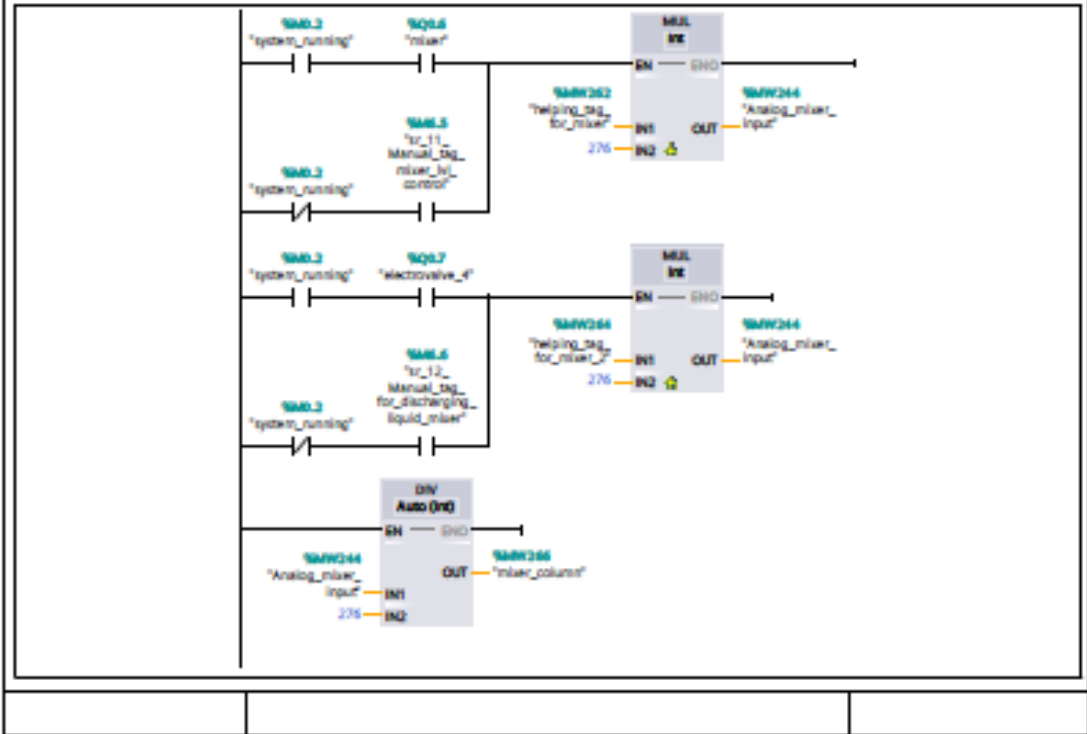 %M0.2
"system_running"
%Q0.6
"mixer"
MUL
Int
EN
ENO
%MW262
"helping_tag_
for_mixer"
IN1
276
IN2
OUT
%MW244
"Analog_mixer_
input"
%M6.5
"tr_11_
Manual_tag_
mixer_lvl_
control"
%M0.2
"system_running"
%M0.2
"system_running"
%Q0.7
"electrovalve_4"
MUL
Int
EN
ENO
%MW264
"helping_tag_
for_mixer_2"
IN1
276
IN2
OUT
%MW244
"Analog_mixer_
input"
%M6.6
"tr_12_
Manual_tag_
for_discharging_
liquid_mixer"
%M0.2
"system_running"
DIV
Auto (Int)
EN
ENO
%MW244
"Analog_mixer_
input"
IN1
276
IN2
OUT
%MW266
"mixer_column"